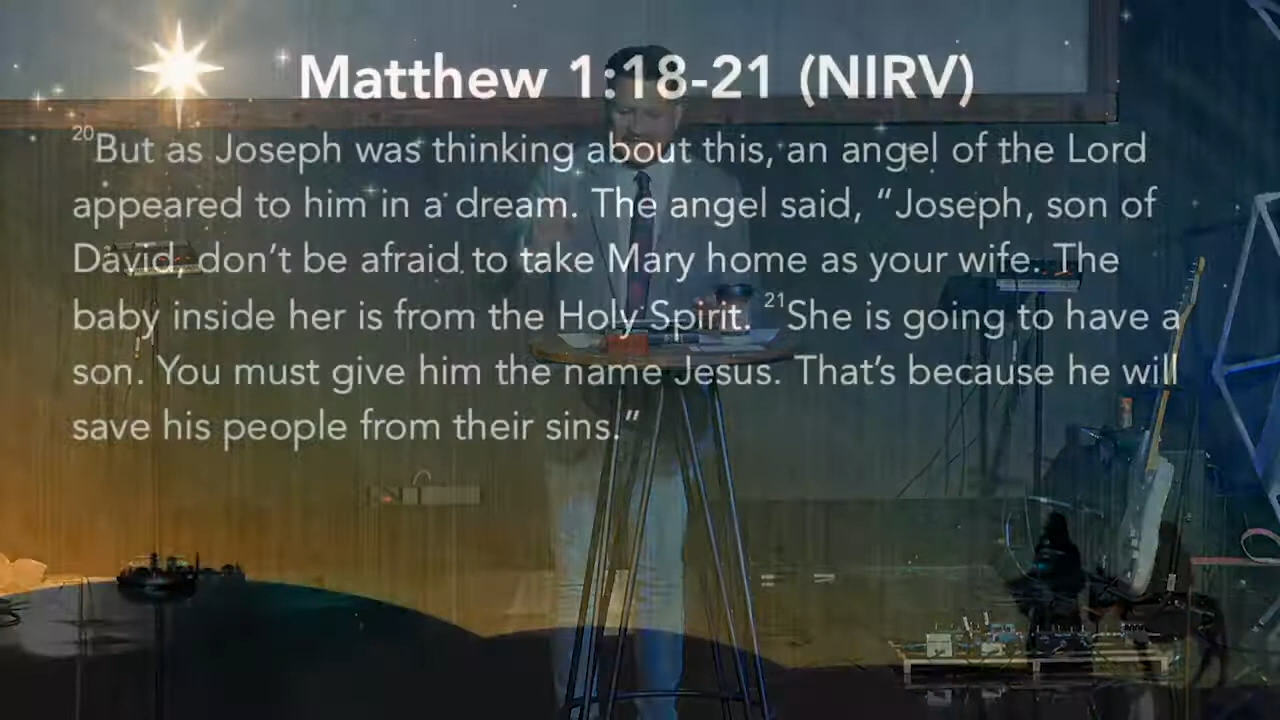 Matthew 1:18-21 (NIRV)
20But as Joseph was thinking about this, an angel of the Lord
appeared to him in a dream. The angel said, “Joseph, son of
David, don’t be afraid to take Mary home as your wife. The
baby inside her is from the Holy Spirit. 21She is going to have a
son. You must give him the name Jesus. That’s because he will
save his people from their sins.”